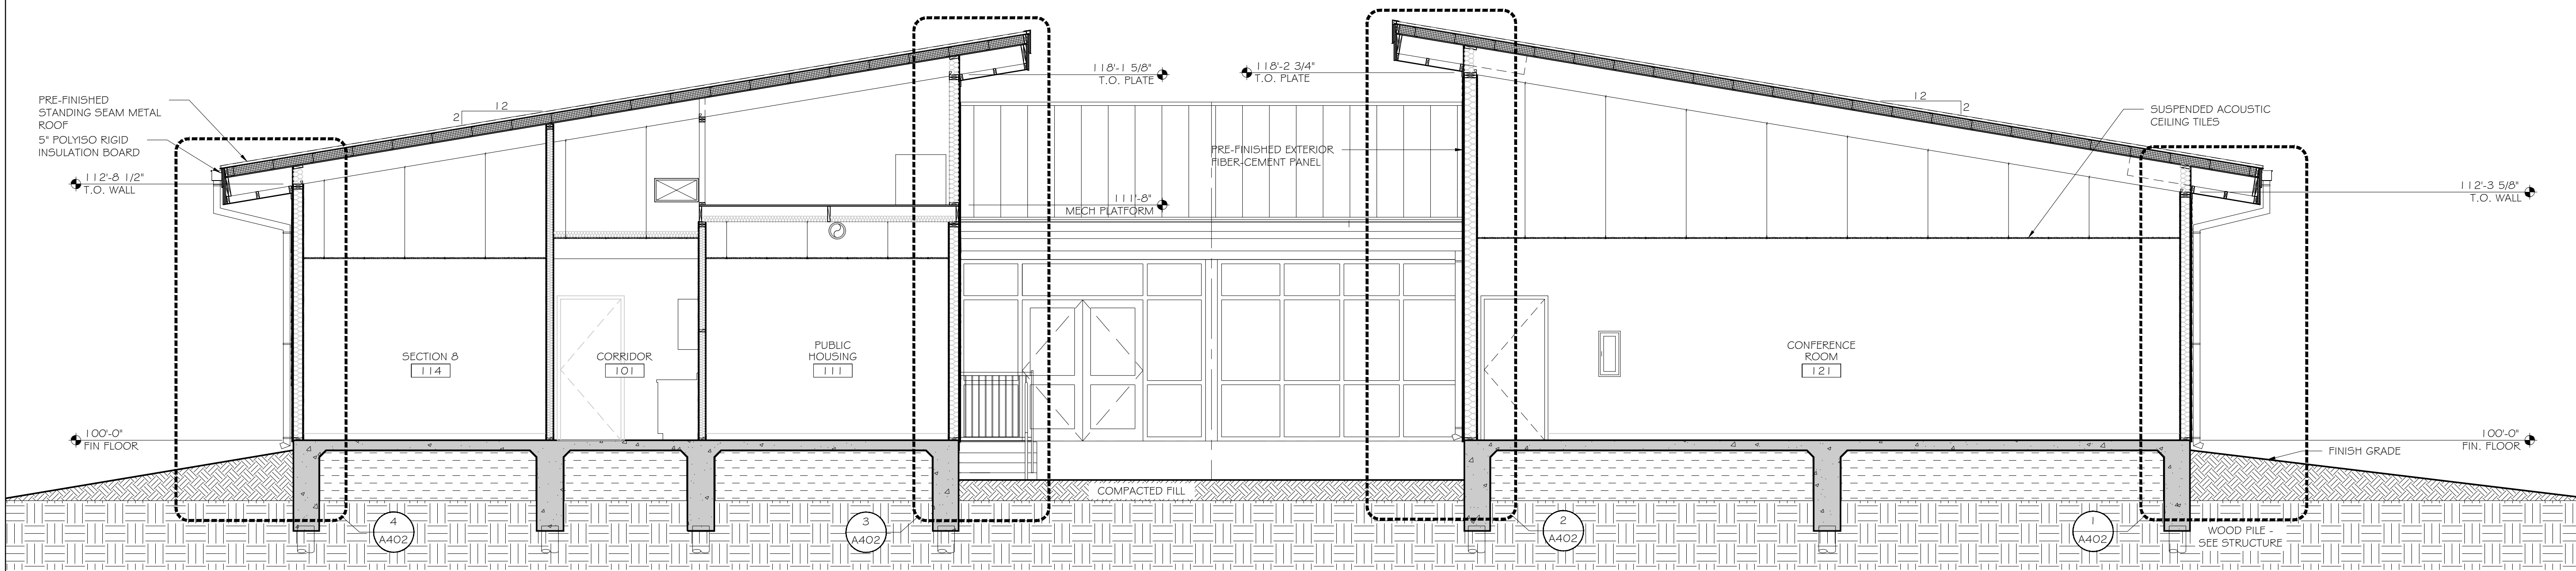 118'-1 5/8"
T.O. PLATE
118'-2 3/4"
T.O. PLATE
PRE-FINISHED
STANDING SEAM METAL
ROOF
5" POLYISO RIGID
INSULATION BOARD
12
2
12
2
SUSPENDED ACOUSTIC
CEILING TILES
PRE-FINISHED EXTERIOR
FIBER-CEMENT PANEL
112'-8 1/2"
T.O. WALL
111'-8"
MECH PLATFORM
112'-3 5/8"
T.O. WALL
SECTION 8
114
CORRIDOR
101
PUBLIC
HOUSING
111
CONFERENCE
ROOM
121
100'-0"
FIN FLOOR
100'-0"
FIN. FLOOR
FINISH GRADE
COMPACTED FILL
4
A402
3
A402
2
A402
1
A402
WOOD PILE -
SEE STRUCTURE